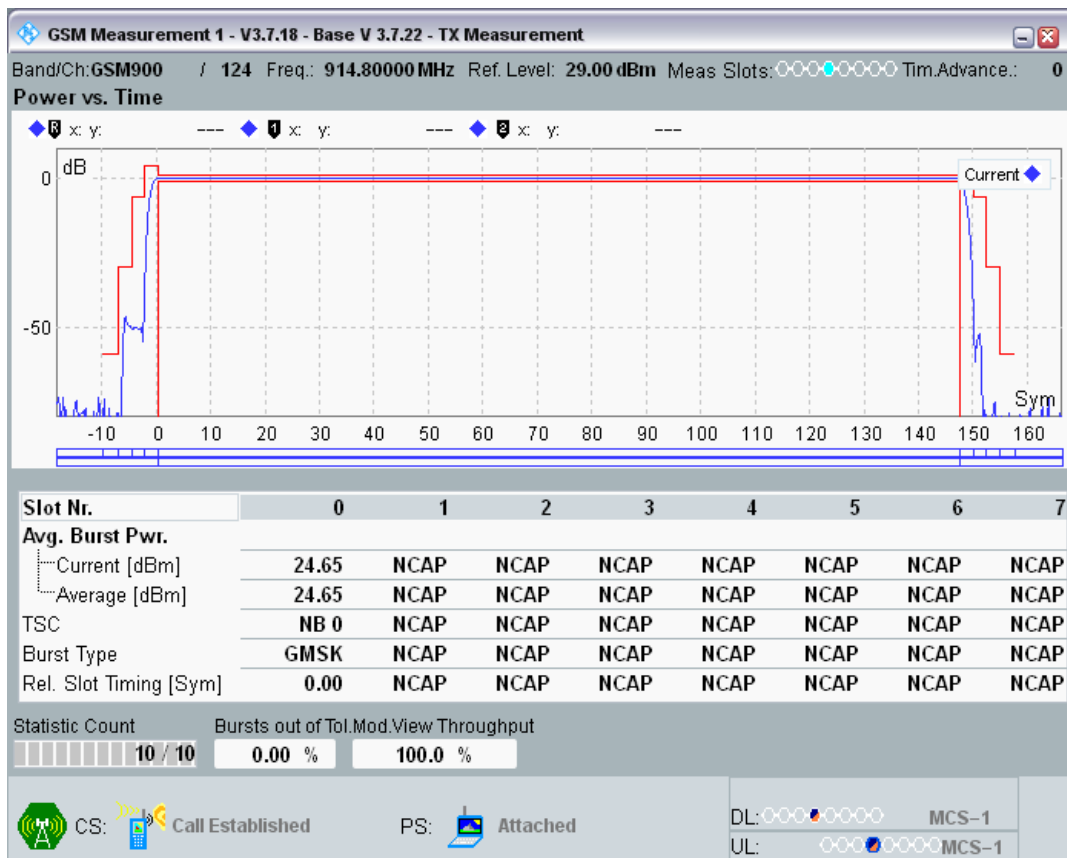 GSM Measurement 1 - V3.7.18 - Base V 3.7.22 - TX Measurement
Band/Ch:GSM900 / 124 Freq.: 914.80000 MHz Ref. Level: 29.00 dBm Meas Slots: Tim.Advance.: 0
Power vs. Time
R x: y: --- 1 x: y: --- 2 x: y: ---
dB
0
Current
-50
Sym
-10 0 10 20 30 40 50 60 70 80 90 100 110 120 130 140 150 160
Slot Nr. 0 1 2 3 4 5 6 7
Avg. Burst Pwr.
Current [dBm] 24.65 NCAP NCAP NCAP NCAP NCAP NCAP NCAP
Average [dBm] 24.65 NCAP NCAP NCAP NCAP NCAP NCAP NCAP
TSC NB 0 NCAP NCAP NCAP NCAP NCAP NCAP NCAP
Burst Type GMSK NCAP NCAP NCAP NCAP NCAP NCAP NCAP
Rel. Slot Timing [Sym] 0.00 NCAP NCAP NCAP NCAP NCAP NCAP NCAP
Statistic Count Bursts out of Tol. Mod.View Throughput
10 / 10 0.00 % 100.0 %
CS: Call Established PS: Attached
DL: MCS-1
UL: MCS-1